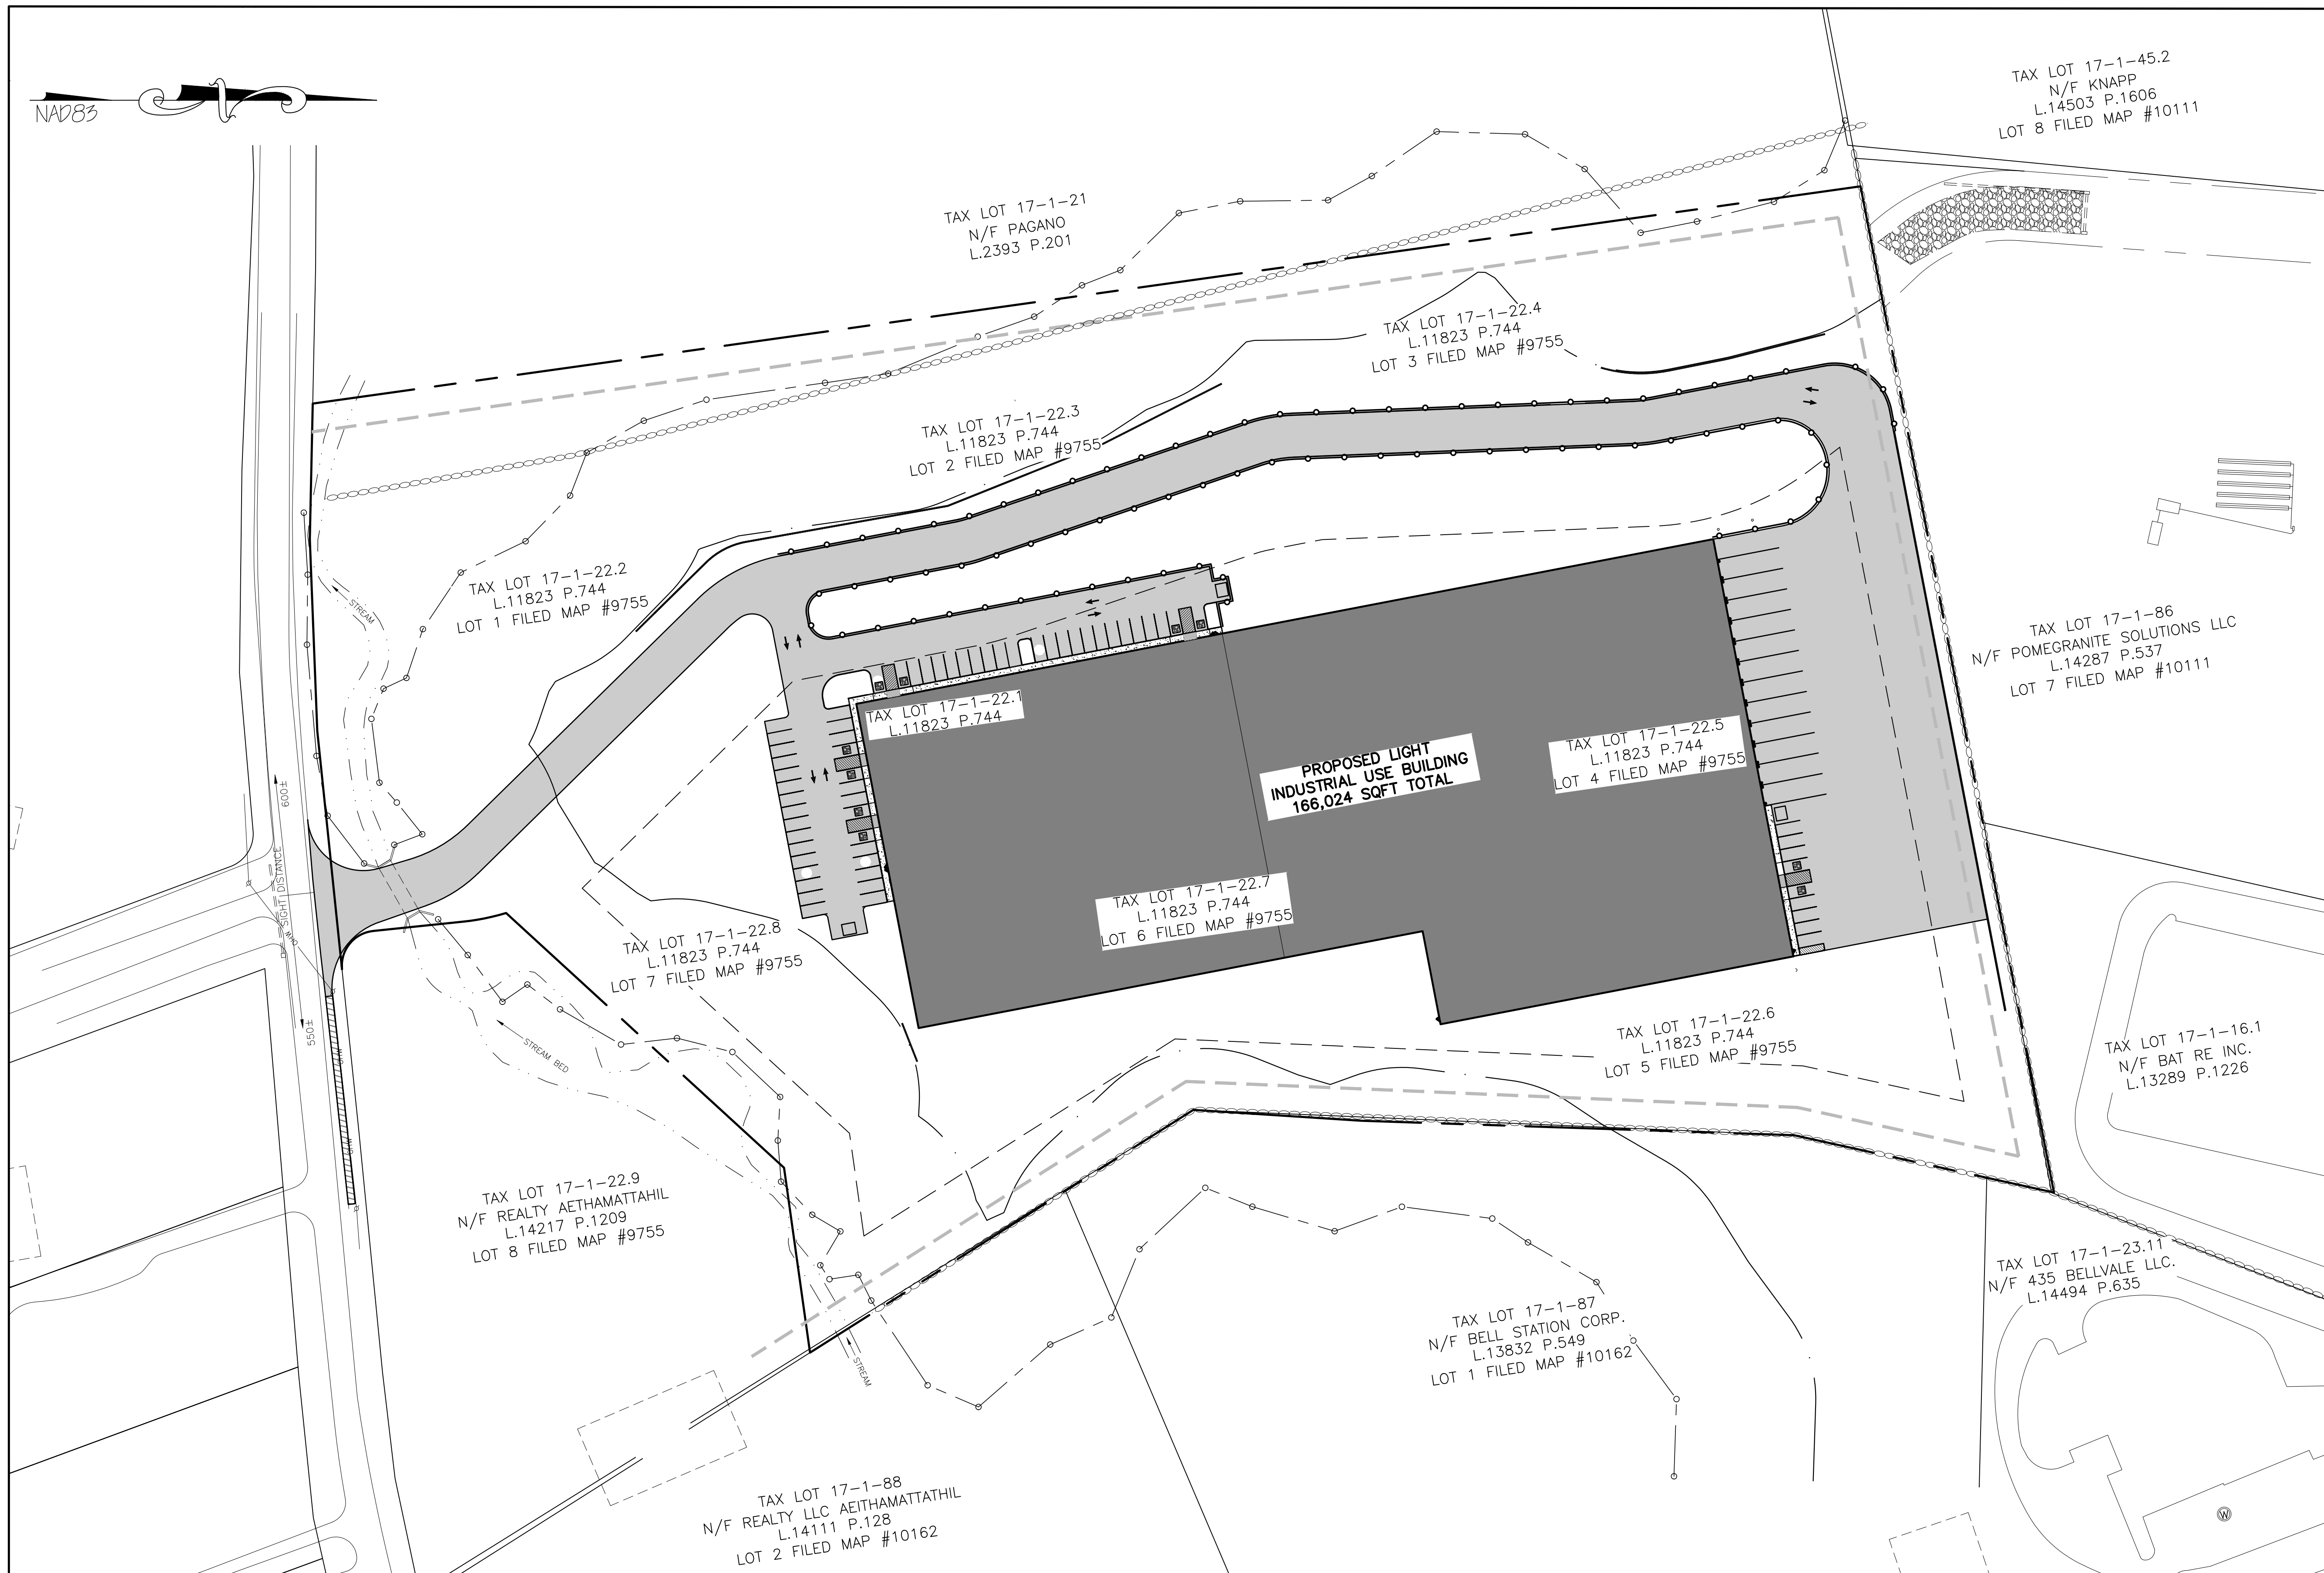 NAD83
TAX LOT 17-1-45.2
N/F KNAPP
L.14503 P.1606
LOT 8 FILED MAP #10111
TAX LOT 17-1-21
N/F PAGANO
L.2393 P.201
TAX LOT 17-1-22.4
L.11823 P.744
LOT 3 FILED MAP #9755
TAX LOT 17-1-22.3
L.11823 P.744
LOT 2 FILED MAP #9755
TAX LOT 17-1-22.2
L.11823 P.744
LOT 1 FILED MAP #9755
STREAM
TAX LOT 17-1-86
N/F POMEGRANITE SOLUTIONS LLC
L.14287 P.537
LOT 7 FILED MAP #10111
TAX LOT 17-1-22.1
L.11823 P.744
PROPOSED LIGHT
INDUSTRIAL USE BUILDING
166,024 SQFT TOTAL
TAX LOT 17-1-22.5
L.11823 P.744
LOT 4 FILED MAP #9755
600±
SIGHT DISTANCE
550±
OHW
OHW
OHW
TAX LOT 17-1-22.7
L.11823 P.744
LOT 6 FILED MAP #9755
TAX LOT 17-1-22.8
L.11823 P.744
LOT 7 FILED MAP #9755
STREAM BED
TAX LOT 17-1-22.6
L.11823 P.744
LOT 5 FILED MAP #9755
TAX LOT 17-1-16.1
N/F BAT RE INC.
L.13289 P.1226
TAX LOT 17-1-22.9
N/F REALTY AETHAMATTAHIL
L.14217 P.1209
LOT 8 FILED MAP #9755
TAX LOT 17-1-23.11
N/F 435 BELLVALE LLC.
L.14494 P.635
TAX LOT 17-1-87
N/F BELL STATION CORP.
L.13832 P.549
LOT 1 FILED MAP #10162
STREAM
TAX LOT 17-1-88
N/F REALTY LLC AEITHAMATTATHIL
L.14111 P.128
LOT 2 FILED MAP #10162
W